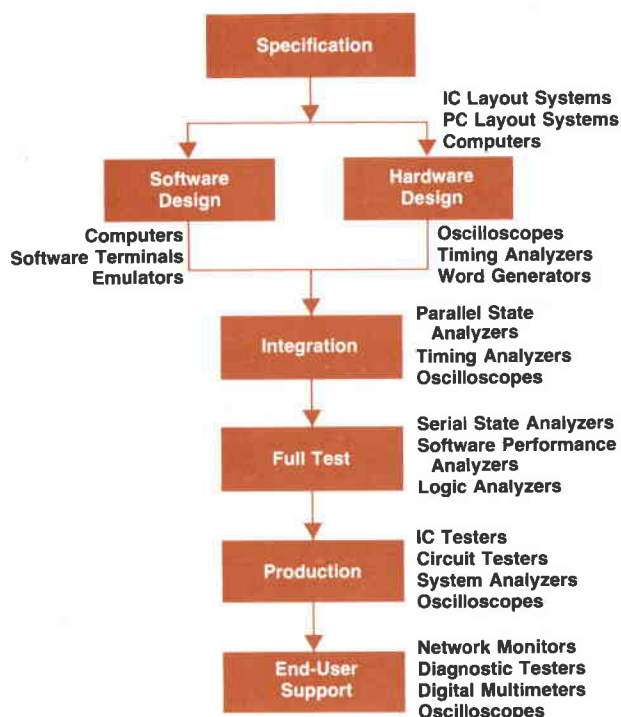 Specification
IC Layout Systems
PC Layout Systems
Computers
Software
Design
Hardware
Design
Computers
Software Terminals
Emulators
Oscilloscopes
Timing Analyzers
Word Generators
Integration
Parallel State
Analyzers
Timing Analyzers
Oscilloscopes
Full Test
Serial State Analyzers
Software Performance
Analyzers
Logic Analyzers
Production
IC Testers
Circuit Testers
System Analyzers
Oscilloscopes
End-User
Support
Network Monitors
Diagnostic Testers
Digital Multimeters
Oscilloscopes